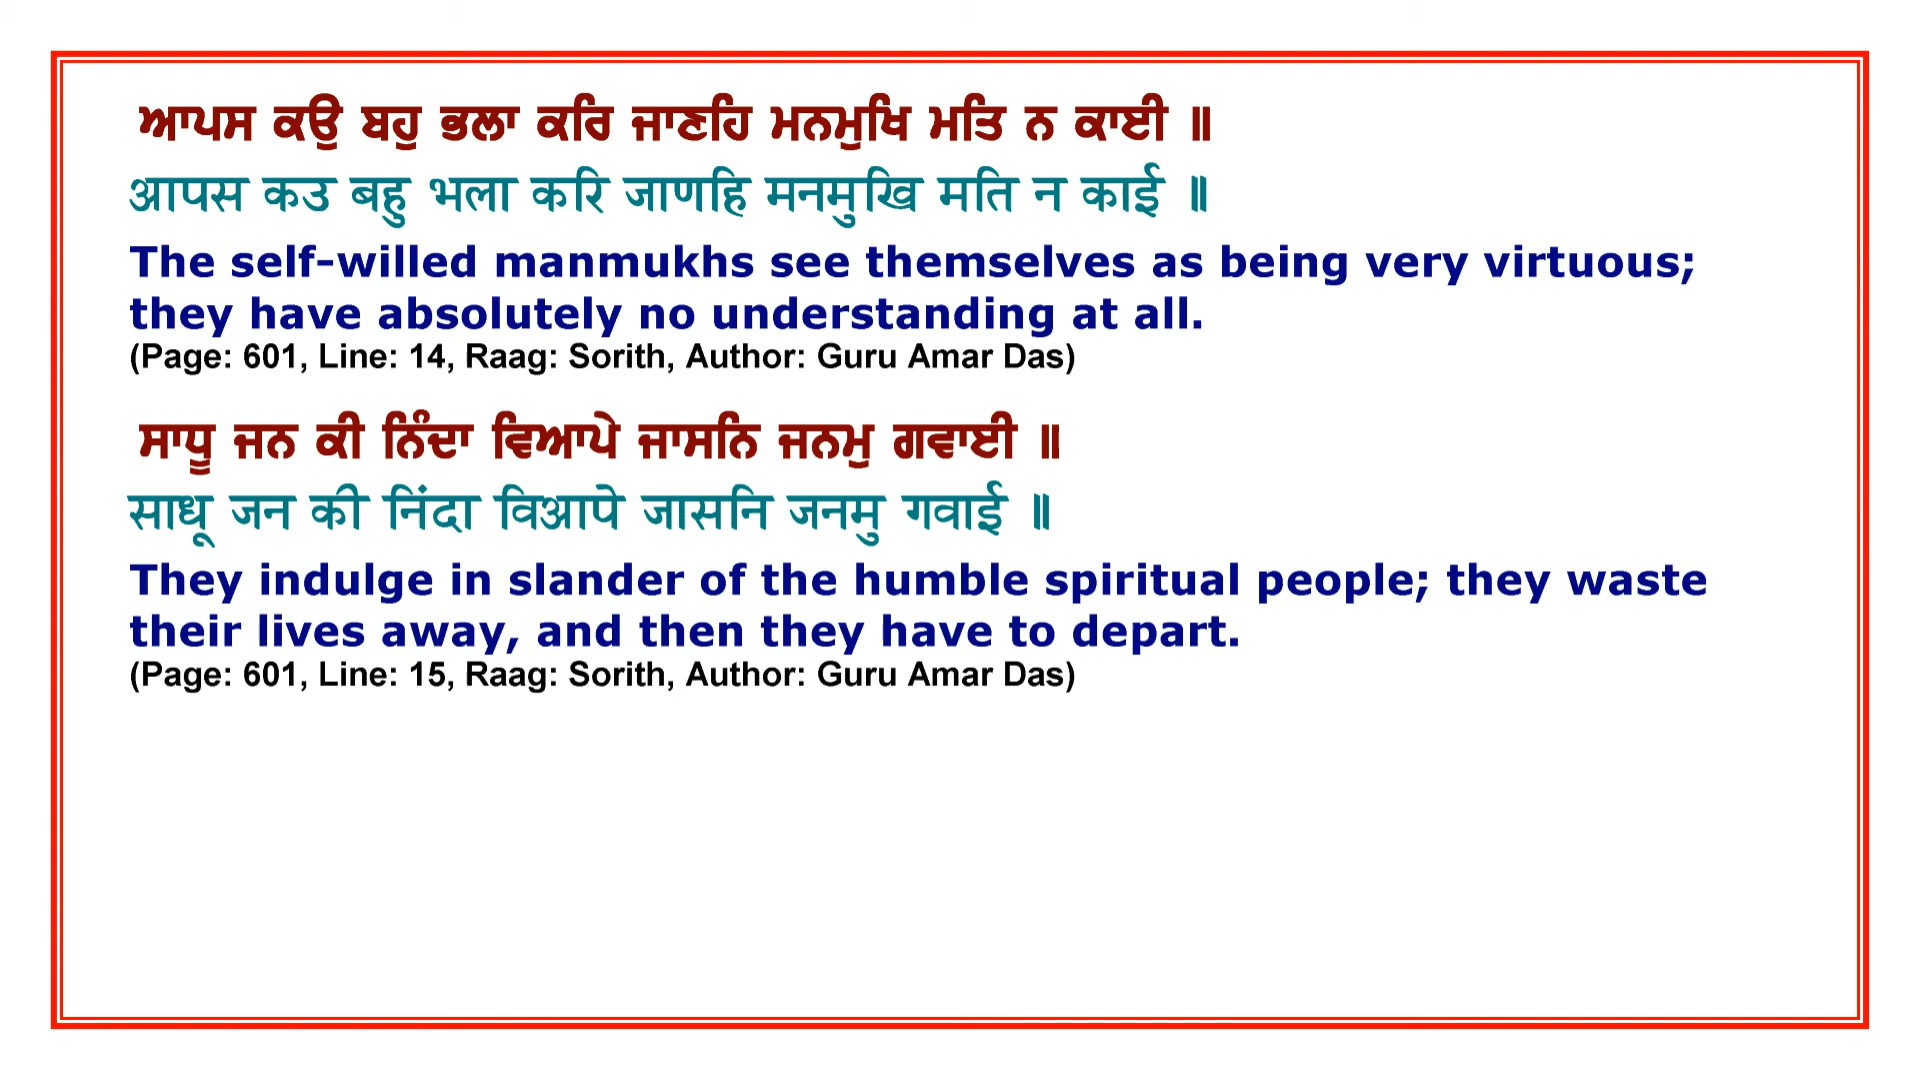 ਆਪਸ ਕਉ ਬਹੁ ਭਲਾ ਕਰਿ ਜਾਣਹਿ ਮਨਮੁਖਿ ਮਤਿ ਨ ਕਾਈ ॥
आपस कउ बहु भला करि जाणहि मनमुखि मति न काई ॥
The self-willed manmukhs see themselves as being very virtuous;
they have absolutely no understanding at all.
(Page: 601, Line: 14, Raag: Sorith, Author: Guru Amar Das)
ਸਾਧੂ ਜਨ ਕੀ ਨਿੰਦਾ ਵਿਆਪੇ ਜਾਸਨਿ ਜਨਮੁ ਗਵਾਈ ॥
साधू जन की निंदा विआपे जासनि जनमु गवाई ॥
They indulge in slander of the humble spiritual people; they waste
their lives away, and then they have to depart.
(Page: 601, Line: 15, Raag: Sorith, Author: Guru Amar Das)